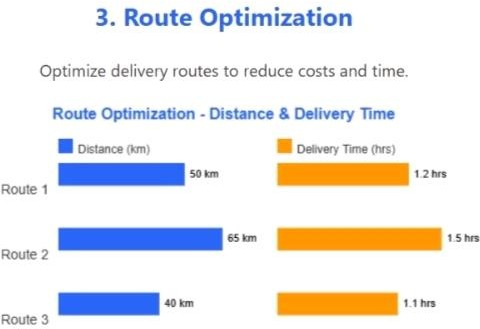 3. Route Optimization
Optimize delivery routes to reduce costs and time.
Route Optimization - Distance & Delivery Time
Distance (km) Delivery Time (hrs)
50 km 1.2 hrs
Route 1
65 km 1.5 hrs
Route 2
40 km 1.1 hrs
Route 3